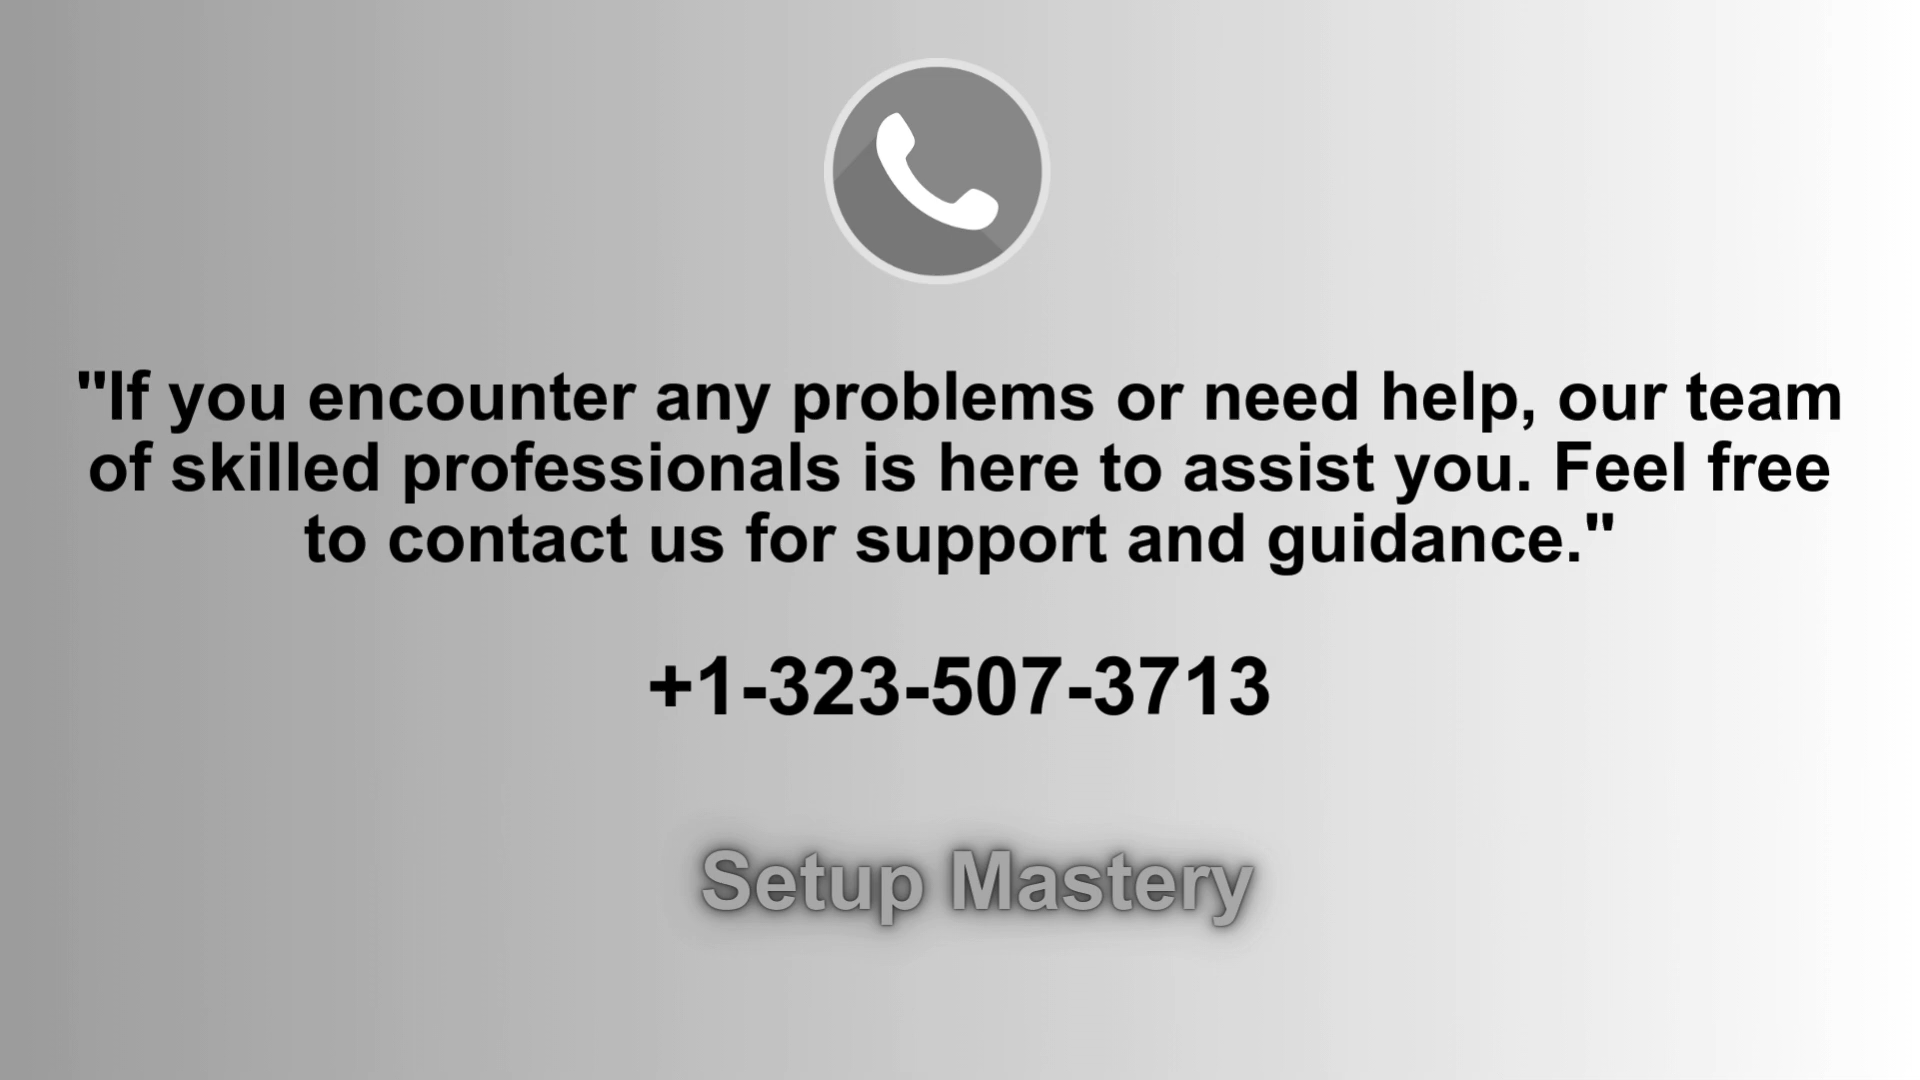 "If you encounter any problems or need help, our team
of skilled professionals is here to assist you. Feel free
to contact us for support and guidance."
+1-323-507-3713
Setup Mastery